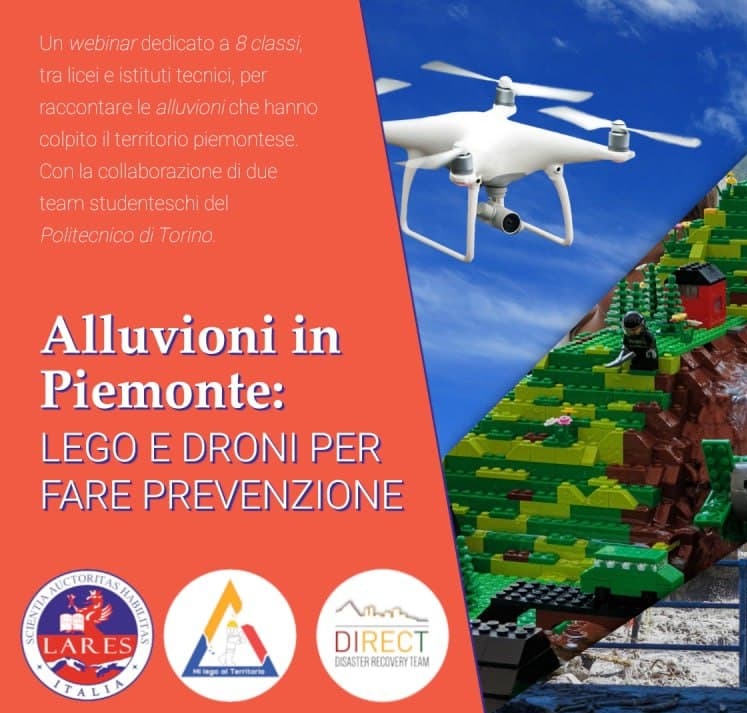 Un webinar dedicato a 8 classi,
tra licei e istituti tecnici, per
raccontare le alluvioni che hanno
colpito il territorio piemontese.
Con la collaborazione di due
team studenteschi del
Politecnico di Torino.
Alluvioni in
Piemonte:
LEGO E DRONI PER
FARE PREVENZIONE
SCIENTIA AUCTORITAS HABILITAS
LARES
ITALIA
Mi lego al Territorio
DIRECT
DISASTER RECOVERY TEAM